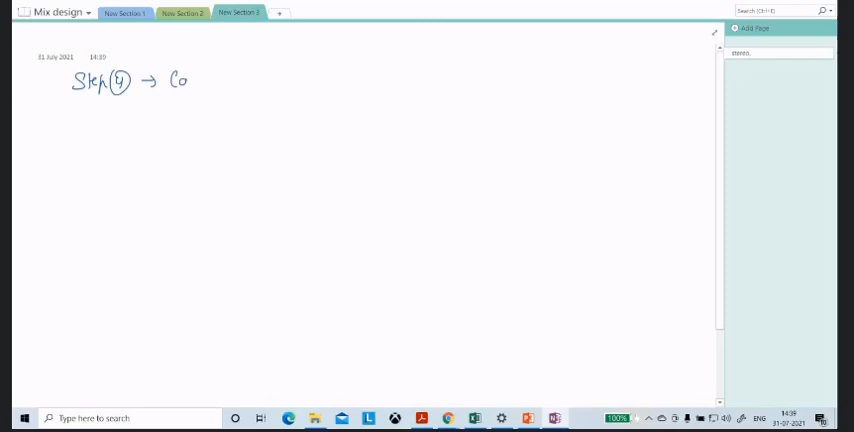 Mix design
New Section 1
New Section 2
New Section 3
+
Search (Ctrl+E)
Add Page
31 July 2021 14:39
stereo.
Step 4 → Co
Type here to search
100%
ENG
14:39
31-07-2021